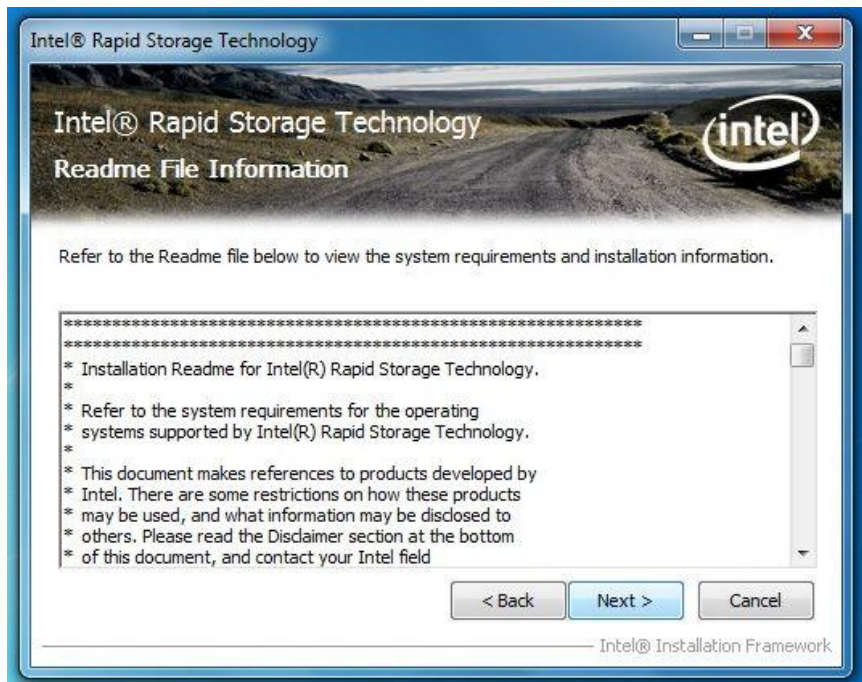 Intel® Rapid Storage Technology
Intel® Rapid Storage Technology
intel
Readme File Information
Refer to the Readme file below to view the system requirements and installation information.
************************************************************
************************************************************
* Installation Readme for Intel(R) Rapid Storage Technology.
*
* Refer to the system requirements for the operating
* systems supported by Intel(R) Rapid Storage Technology.
*
* This document makes references to products developed by
* Intel. There are some restrictions on how these products
* may be used, and what information may be disclosed to
* others. Please read the Disclaimer section at the bottom
* of this document, and contact your Intel field
< Back Next > Cancel
Intel® Installation Framework